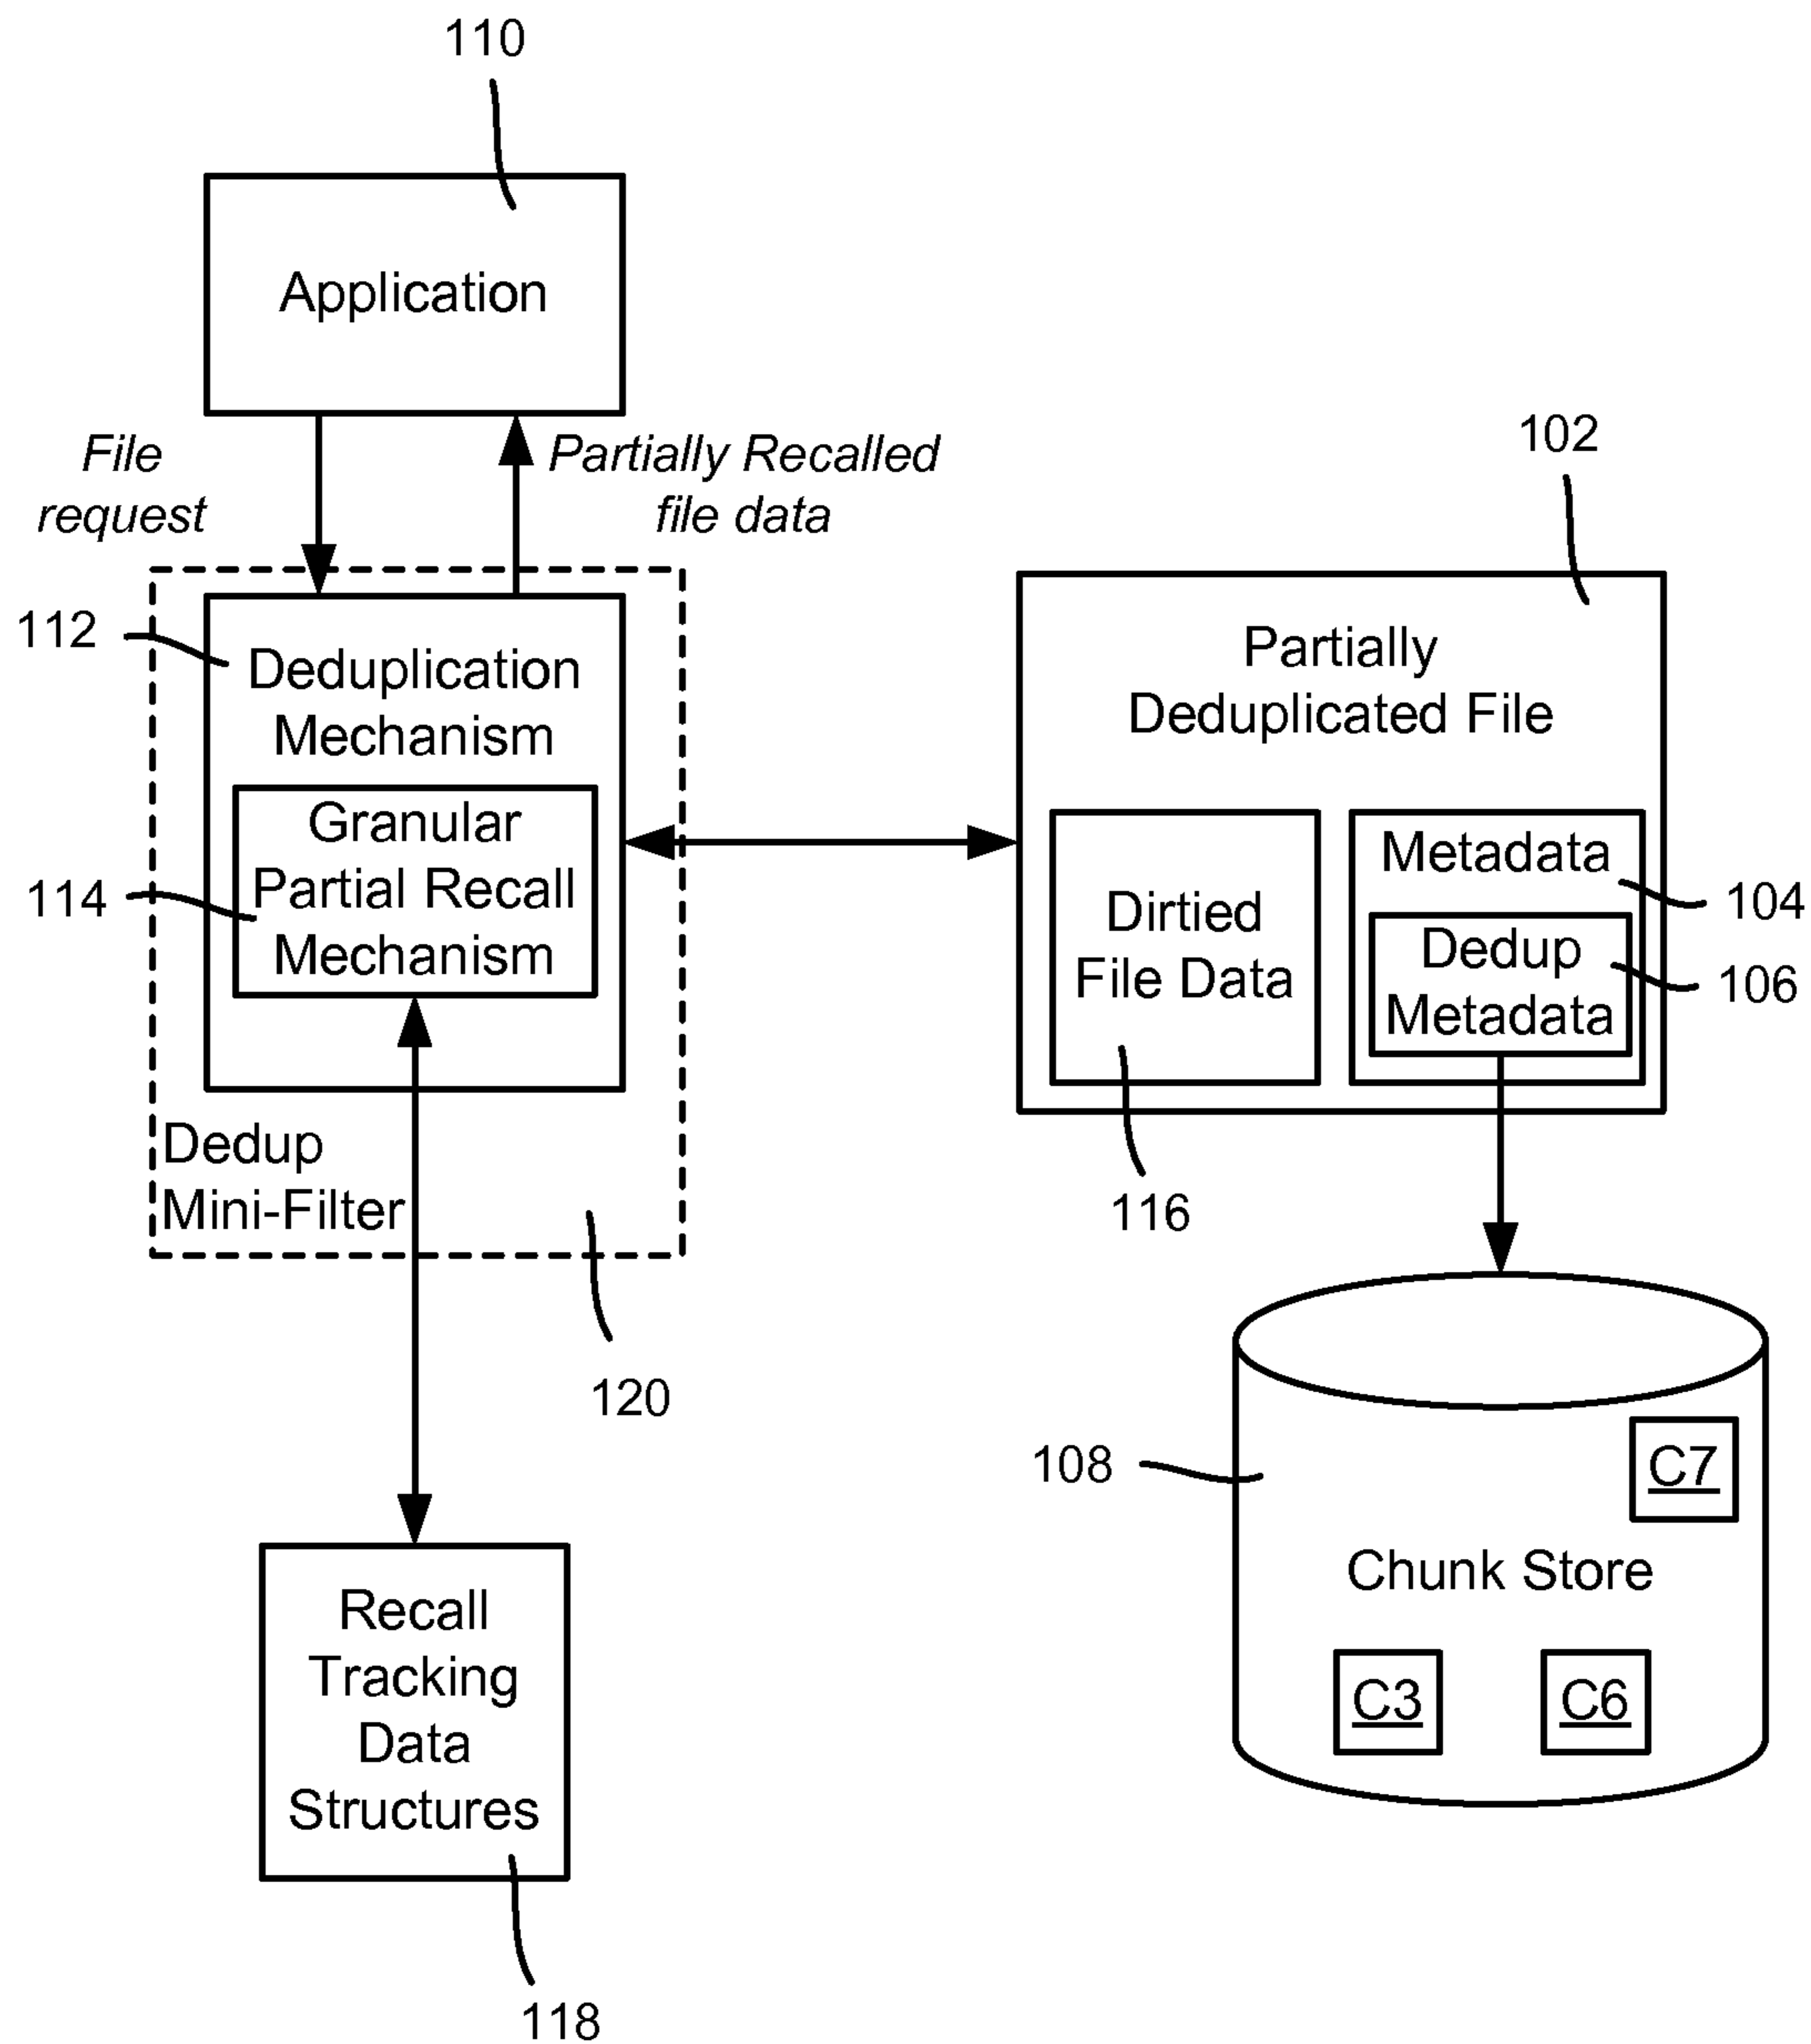 110
Application
File
request
Partially Recalled
file data
102
112
Deduplication
Mechanism
Partially
Deduplicated File
114
Granular
Partial Recall
Mechanism
Dirtied
File Data
Metadata
104
Dedup
Metadata
106
Dedup
Mini-Filter
116
120
108
C7
Chunk Store
C3
C6
Recall
Tracking
Data
Structures
118